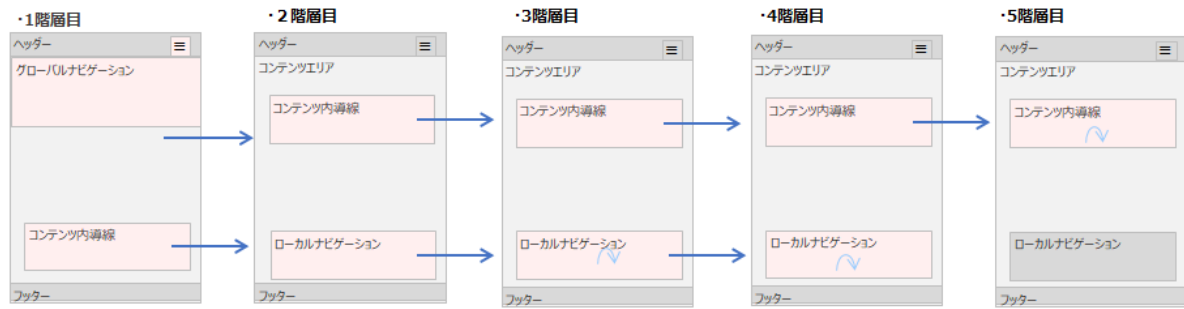 ・1階層目
ヘッダー
グローバルナビゲーション
コンテンツ内導線
フッター
・２階層目
ヘッダー
コンテンツエリア
コンテンツ内導線
ローカルナビゲーション
フッター
・3階層目
ヘッダー
コンテンツエリア
コンテンツ内導線
ローカルナビゲーション
フッター
・4階層目
ヘッダー
コンテンツエリア
コンテンツ内導線
ローカルナビゲーション
フッター
・5階層目
ヘッダー
コンテンツエリア
コンテンツ内導線
ローカルナビゲーション
フッター